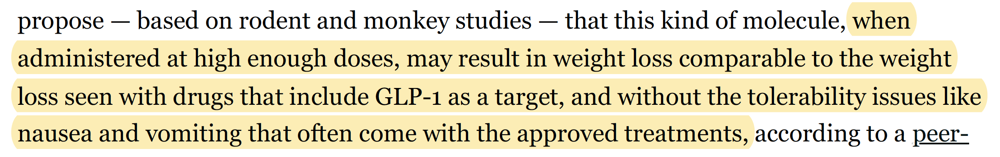 propose — based on rodent and monkey studies — that this kind of molecule, when
administered at high enough doses, may result in weight loss comparable to the weight
loss seen with drugs that include GLP-1 as a target, and without the tolerability issues like
nausea and vomiting that often come with the approved treatments, according to a peer-